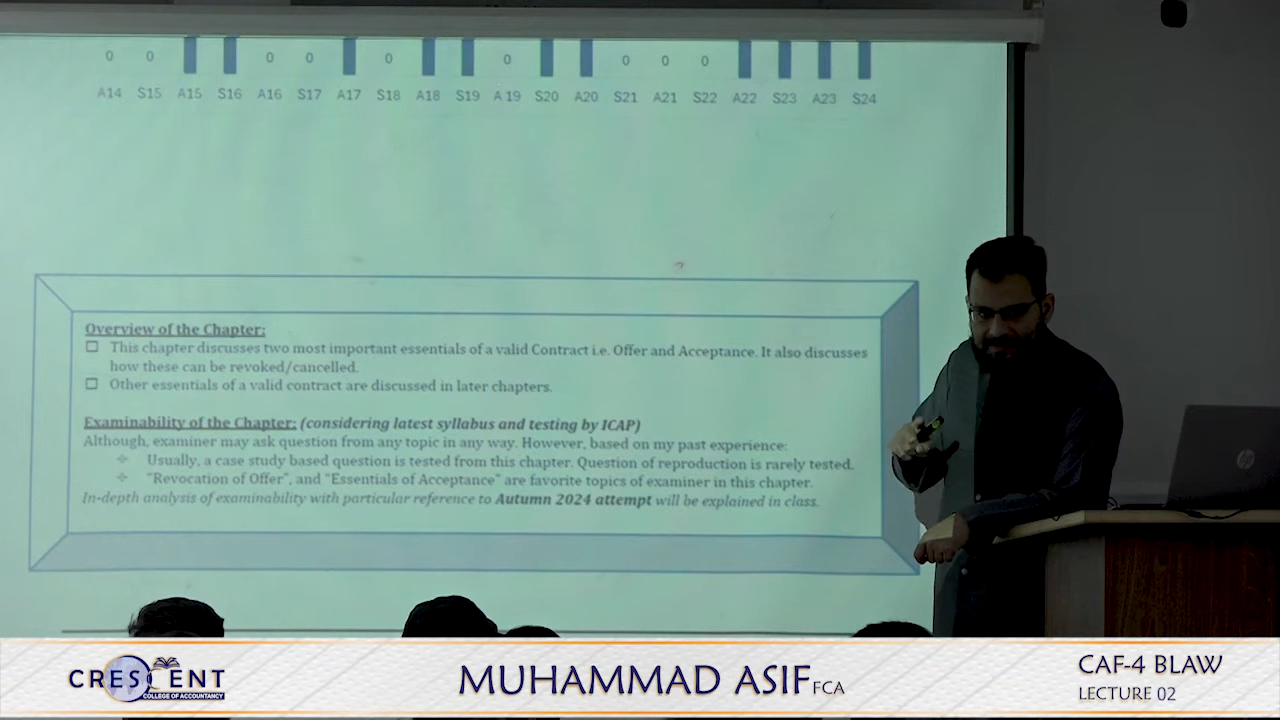 0 0 0 0 0 0 0 0 0
A14 S15 A15 S16 A16 S17 A17 S18 A18 S19 A19 S20 A20 S21 A21 S22 A22 S23 A23 S24
Overview of the Chapter:
This chapter discusses two most important essentials of a valid Contract i.e. Offer and Acceptance. It also discusses
how these can be revoked/cancelled.
Other essentials of a valid contract are discussed in later chapters.
Examinability of the Chapter: (considering latest syllabus and testing by ICAP)
Although, examiner may ask question from any topic in any way. However, based on my past experience:
Usually, a case study based question is tested from this chapter. Question of reproduction is rarely tested.
"Revocation of Offer", and "Essentials of Acceptance" are favorite topics of examiner in this chapter.
In-depth analysis of examinability with particular reference to Autumn 2024 attempt will be explained in class.
hp
CRESCENT
COLLEGE OF ACCOUNTANCY
MUHAMMAD ASIF FCA
CAF-4 BLAW
LECTURE 02